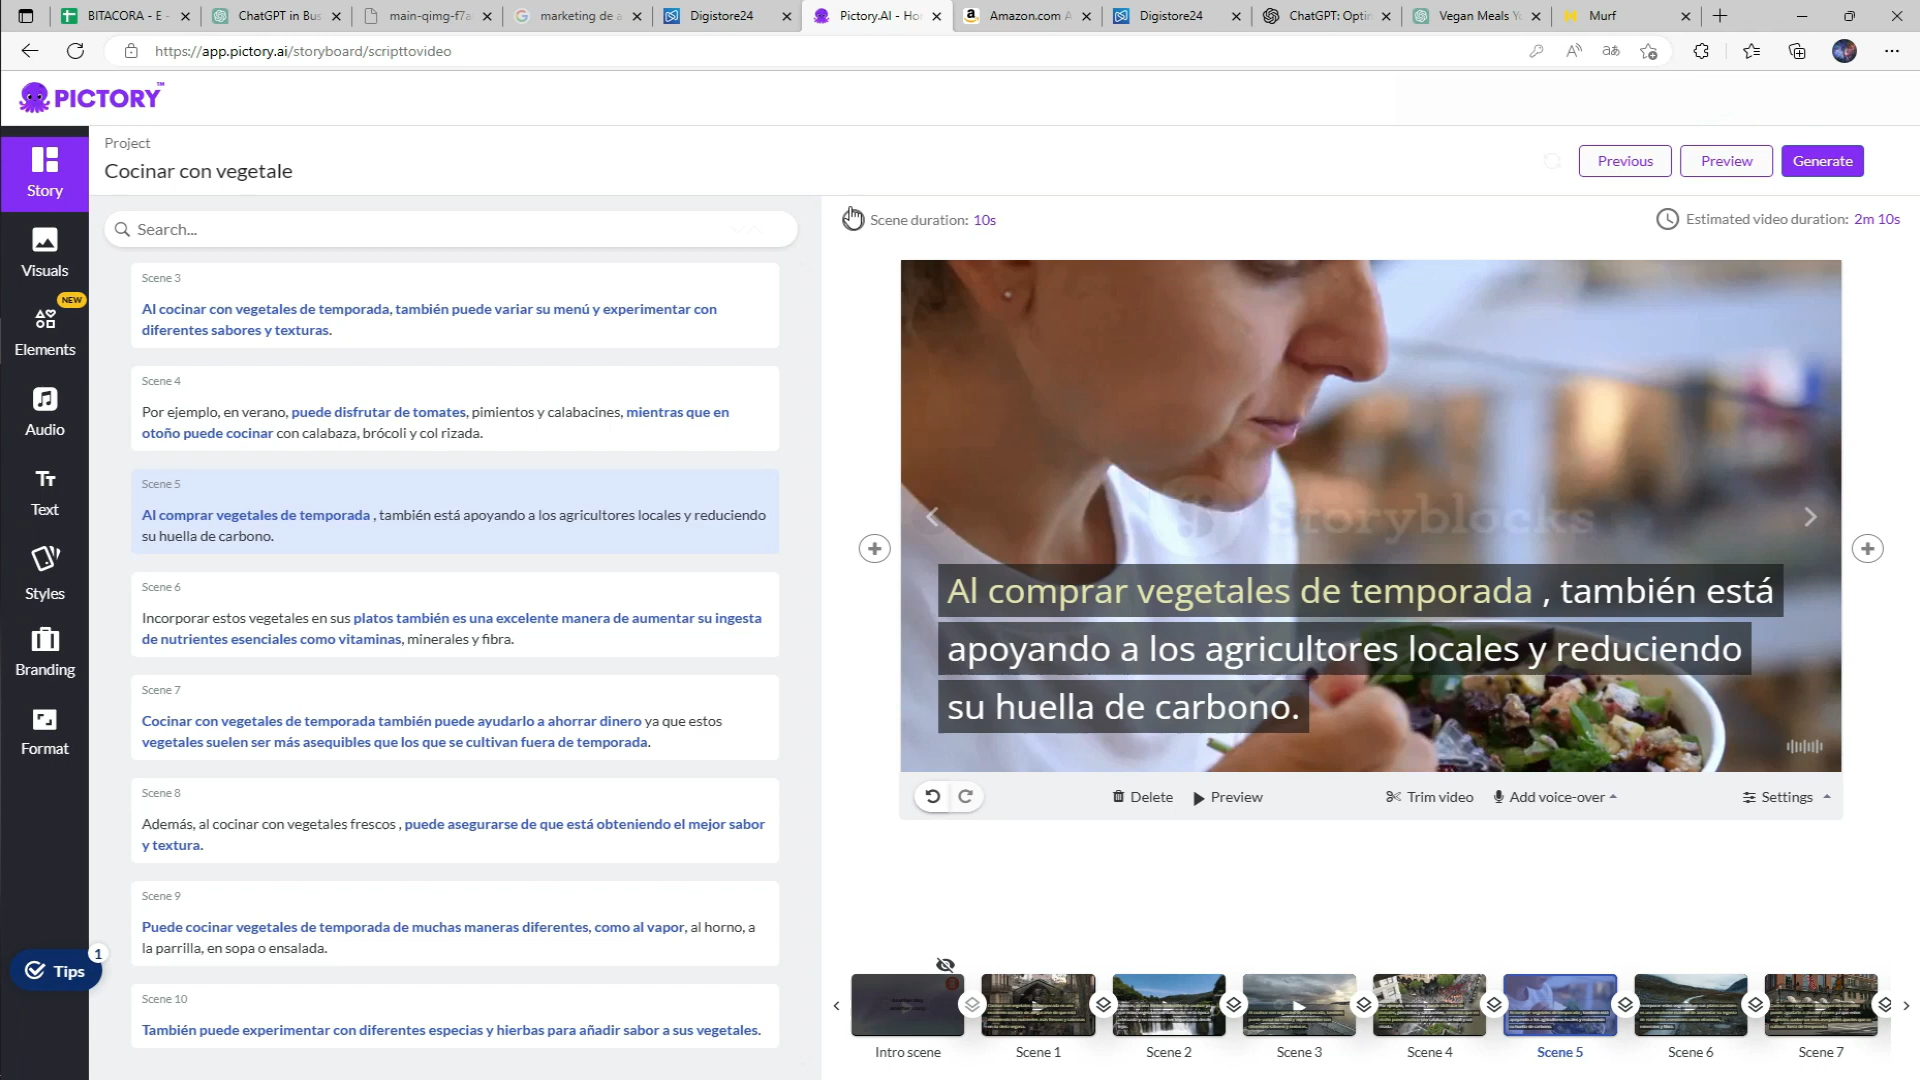 BITACORA - E -
ChatGPT in Bus
main-qimg-f7a
marketing de a
Digistore24
Pictory.AI - Ho
Amazon.com A
Digistore24
ChatGPT: Optim
Vegan Meals Yo
Murf
https://app.pictory.ai/storyboard/scripttovideo
PICTORY™
Project
Cocinar con vegetale
Previous
Preview
Generate
Story
Visuals
NEW
Elements
Audio
Text
Styles
Branding
Format
Tips
1
Search...
Scene 3
Al cocinar con vegetales de temporada, también puede variar su menú y experimentar con
diferentes sabores y texturas.
Scene 4
Por ejemplo, en verano, puede disfrutar de tomates, pimientos y calabacines, mientras que en
otoño puede cocinar con calabaza, brócoli y col rizada.
Scene 5
Al comprar vegetales de temporada , también está apoyando a los agricultores locales y reduciendo
su huella de carbono.
Scene 6
Incorporar estos vegetales en sus platos también es una excelente manera de aumentar su ingesta
de nutrientes esenciales como vitaminas, minerales y fibra.
Scene 7
Cocinar con vegetales de temporada también puede ayudarlo a ahorrar dinero ya que estos
vegetales suelen ser más asequibles que los que se cultivan fuera de temporada.
Scene 8
Además, al cocinar con vegetales frescos , puede asegurarse de que está obteniendo el mejor sabor
y textura.
Scene 9
Puede cocinar vegetales de temporada de muchas maneras diferentes, como al vapor, al horno, a
la parrilla, en sopa o ensalada.
Scene 10
También puede experimentar con diferentes especias y hierbas para añadir sabor a sus vegetales.
Scene duration: 10s
Estimated video duration: 2m 10s
Storyblocks
Al comprar vegetales de temporada , también está
apoyando a los agricultores locales y reduciendo
su huella de carbono.
Delete
Preview
Trim video
Add voice-over
Settings
Intro scene
Scene 1
Scene 2
Scene 3
Scene 4
Scene 5
Scene 6
Scene 7